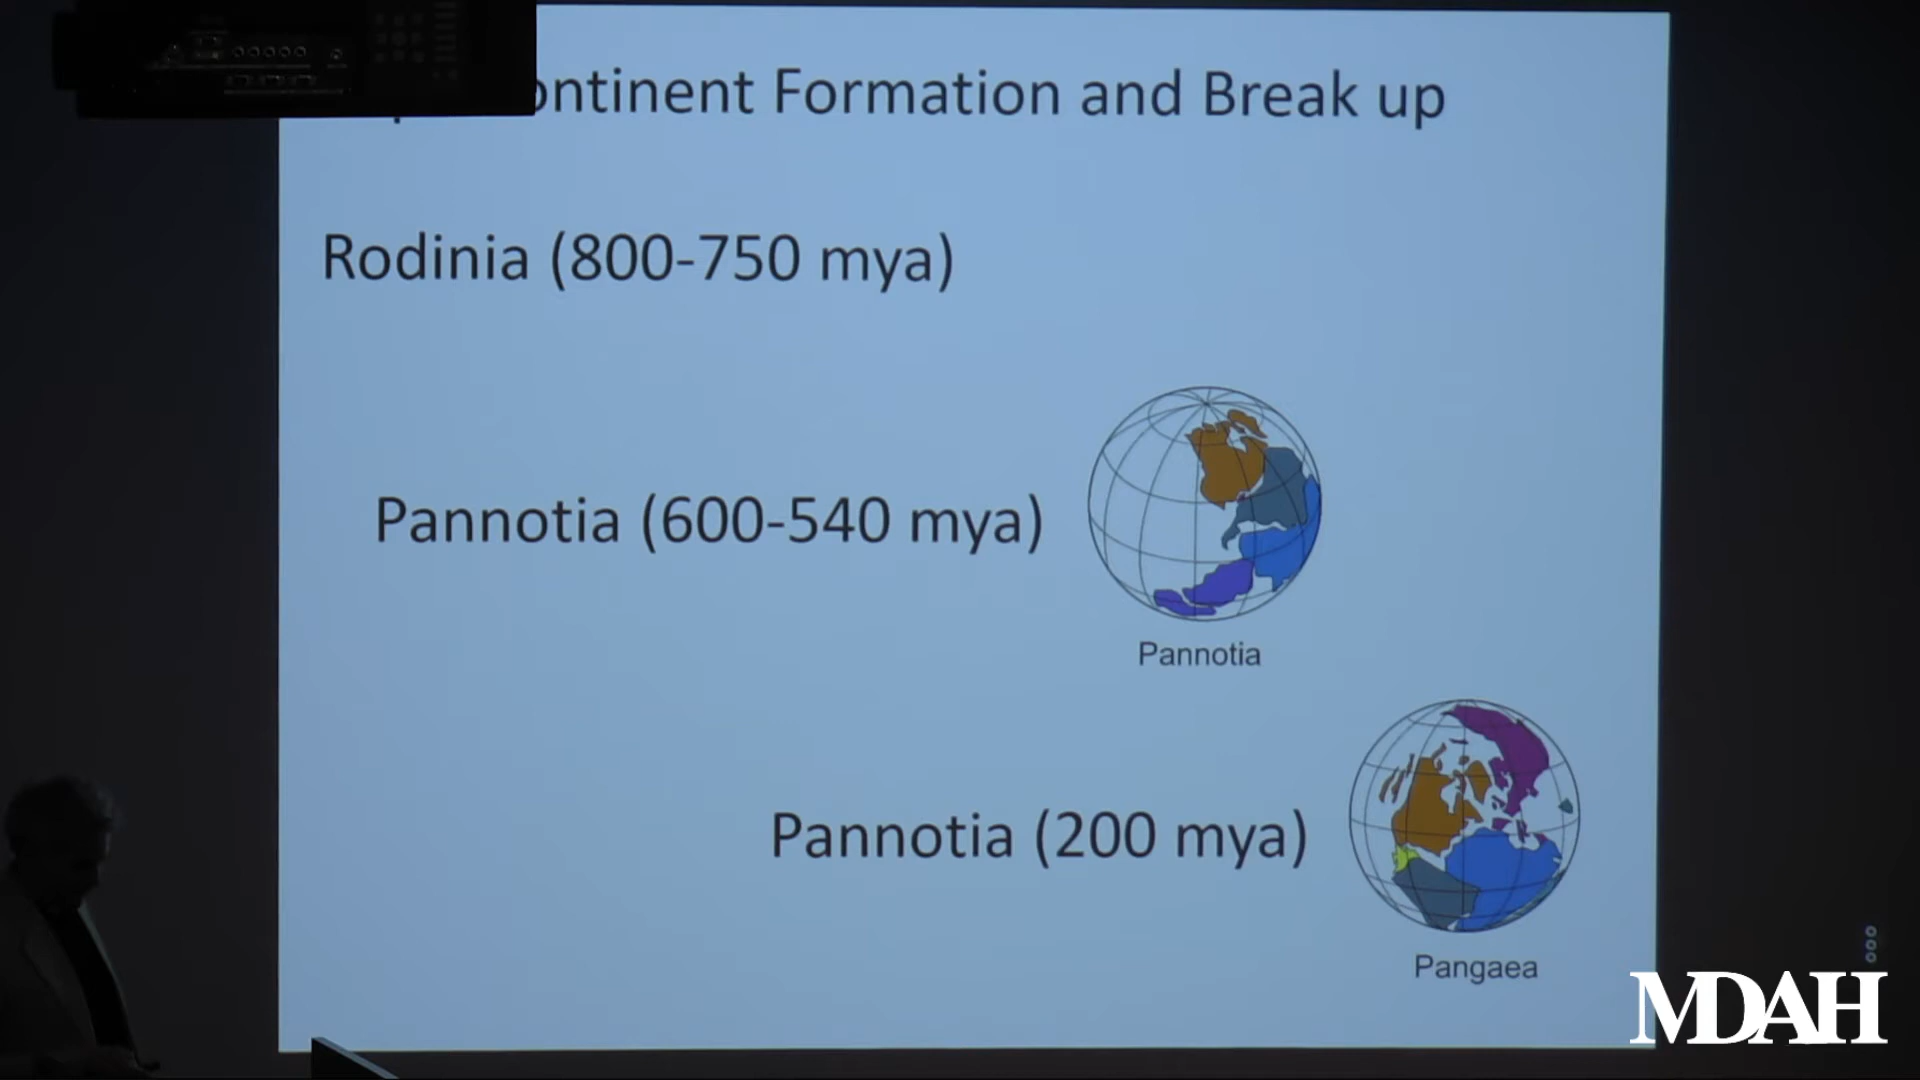 ontinent Formation and Break up
Rodinia (800-750 mya)
Pannotia (600-540 mya)
Pannotia
Pannotia (200 mya)
Pangaea
MDAH